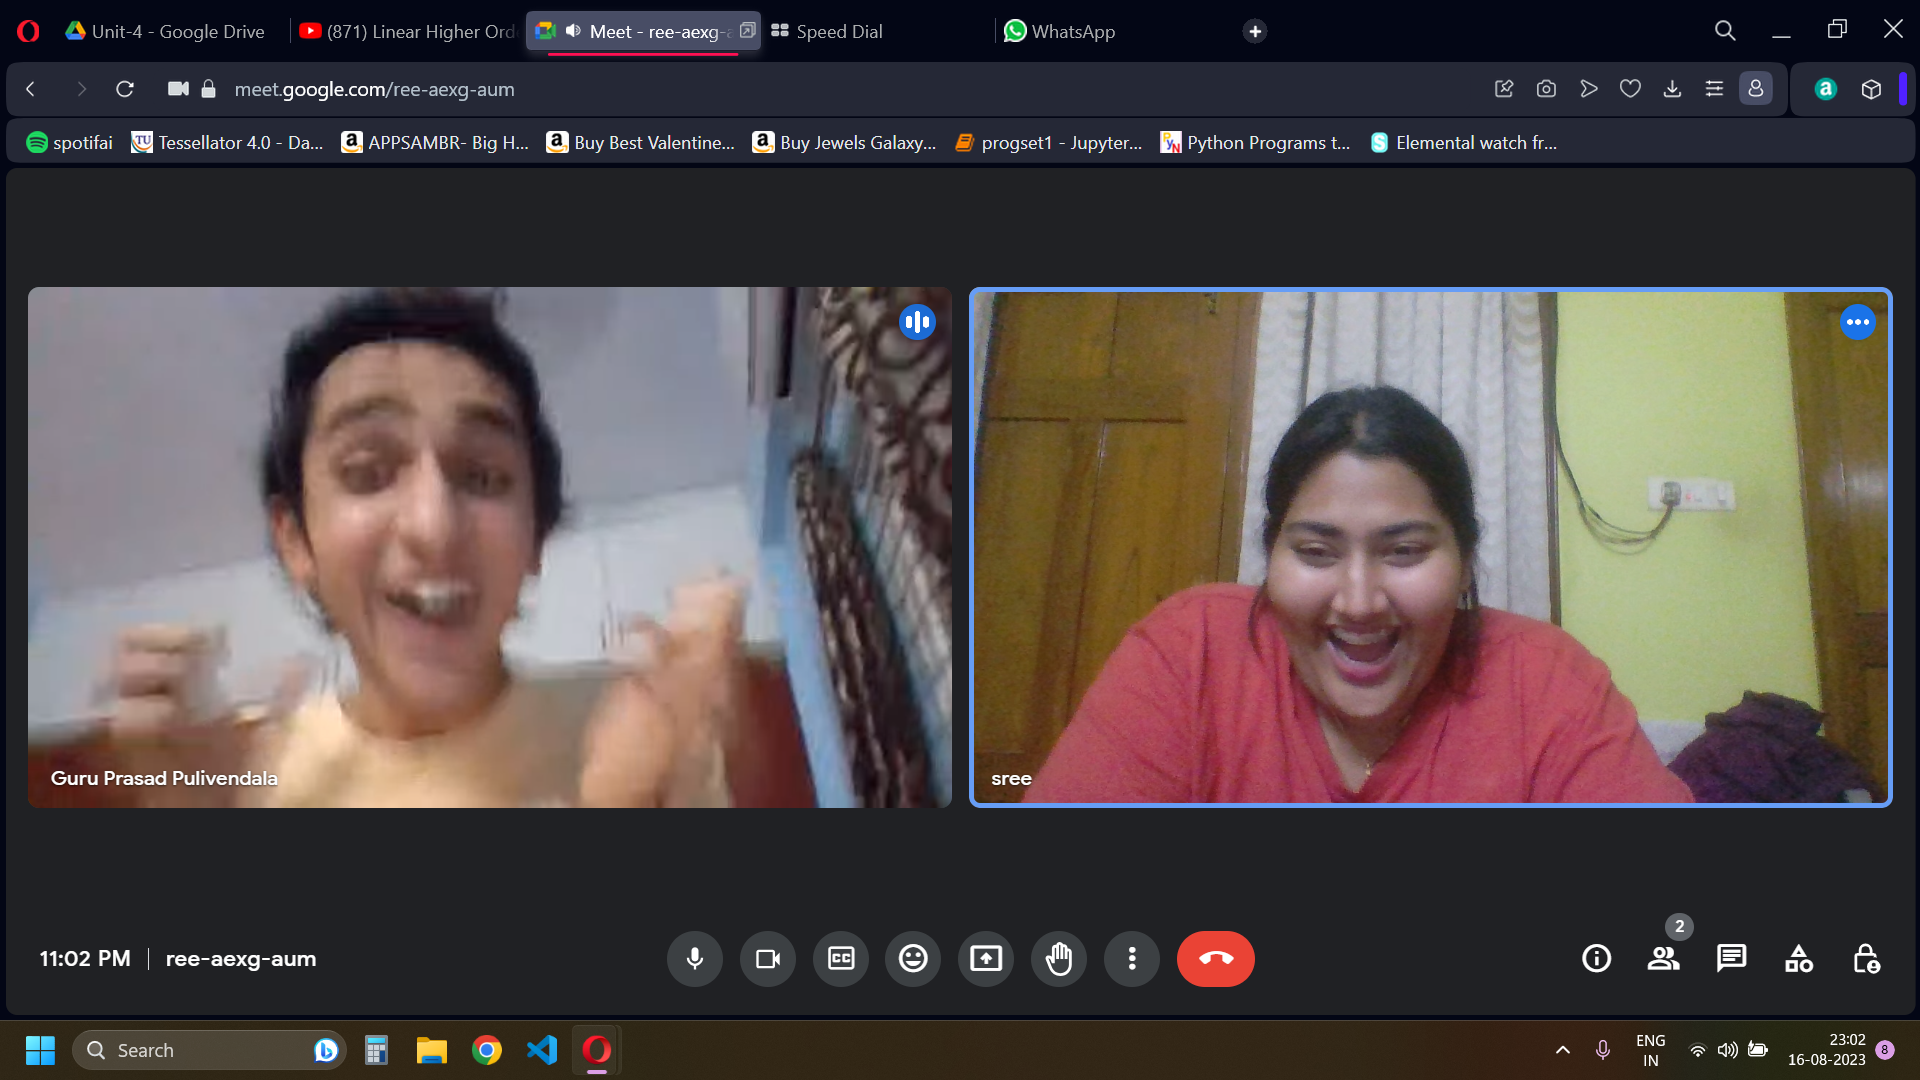 Unit-4 - Google Drive
(871) Linear Higher Ord
Meet - ree-aexg-a
Speed Dial
WhatsApp
meet.google.com/ree-aexg-aum
a
spotifai
TU
Tessellator 4.0 - Da...
a
APPSAMBR- Big H...
a
Buy Best Valentine...
a
Buy Jewels Galaxy...
progset1 - Jupyter...
Python Programs t...
S
Elemental watch fr...
Guru Prasad Pulivendala
sree
11:02 PM
ree-aexg-aum
CC
2
Search
ENG
IN
23:02
16-08-2023
8